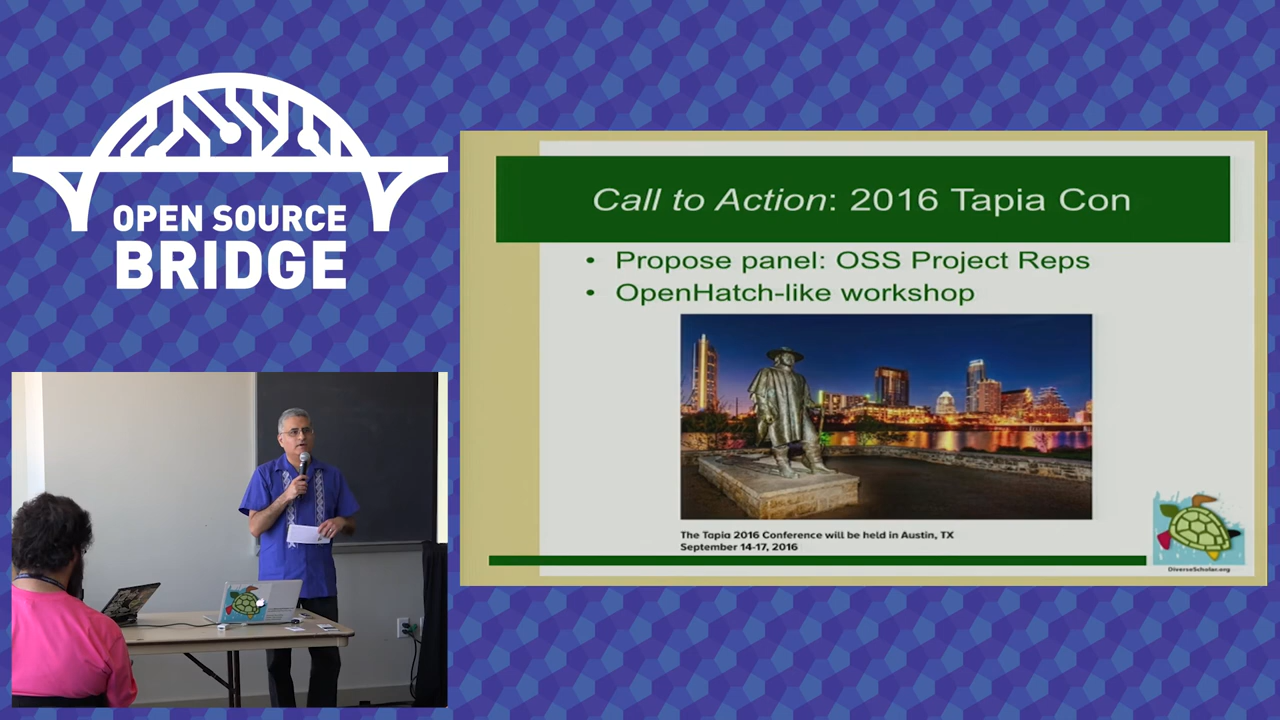 OPEN SOURCE
BRIDGE
Call to Action: 2016 Tapia Con
• Propose panel: OSS Project Reps
• OpenHatch-like workshop
The Tapia 2016 Conference will be held in Austin, TX
September 14-17, 2016
DiverseScholar.org